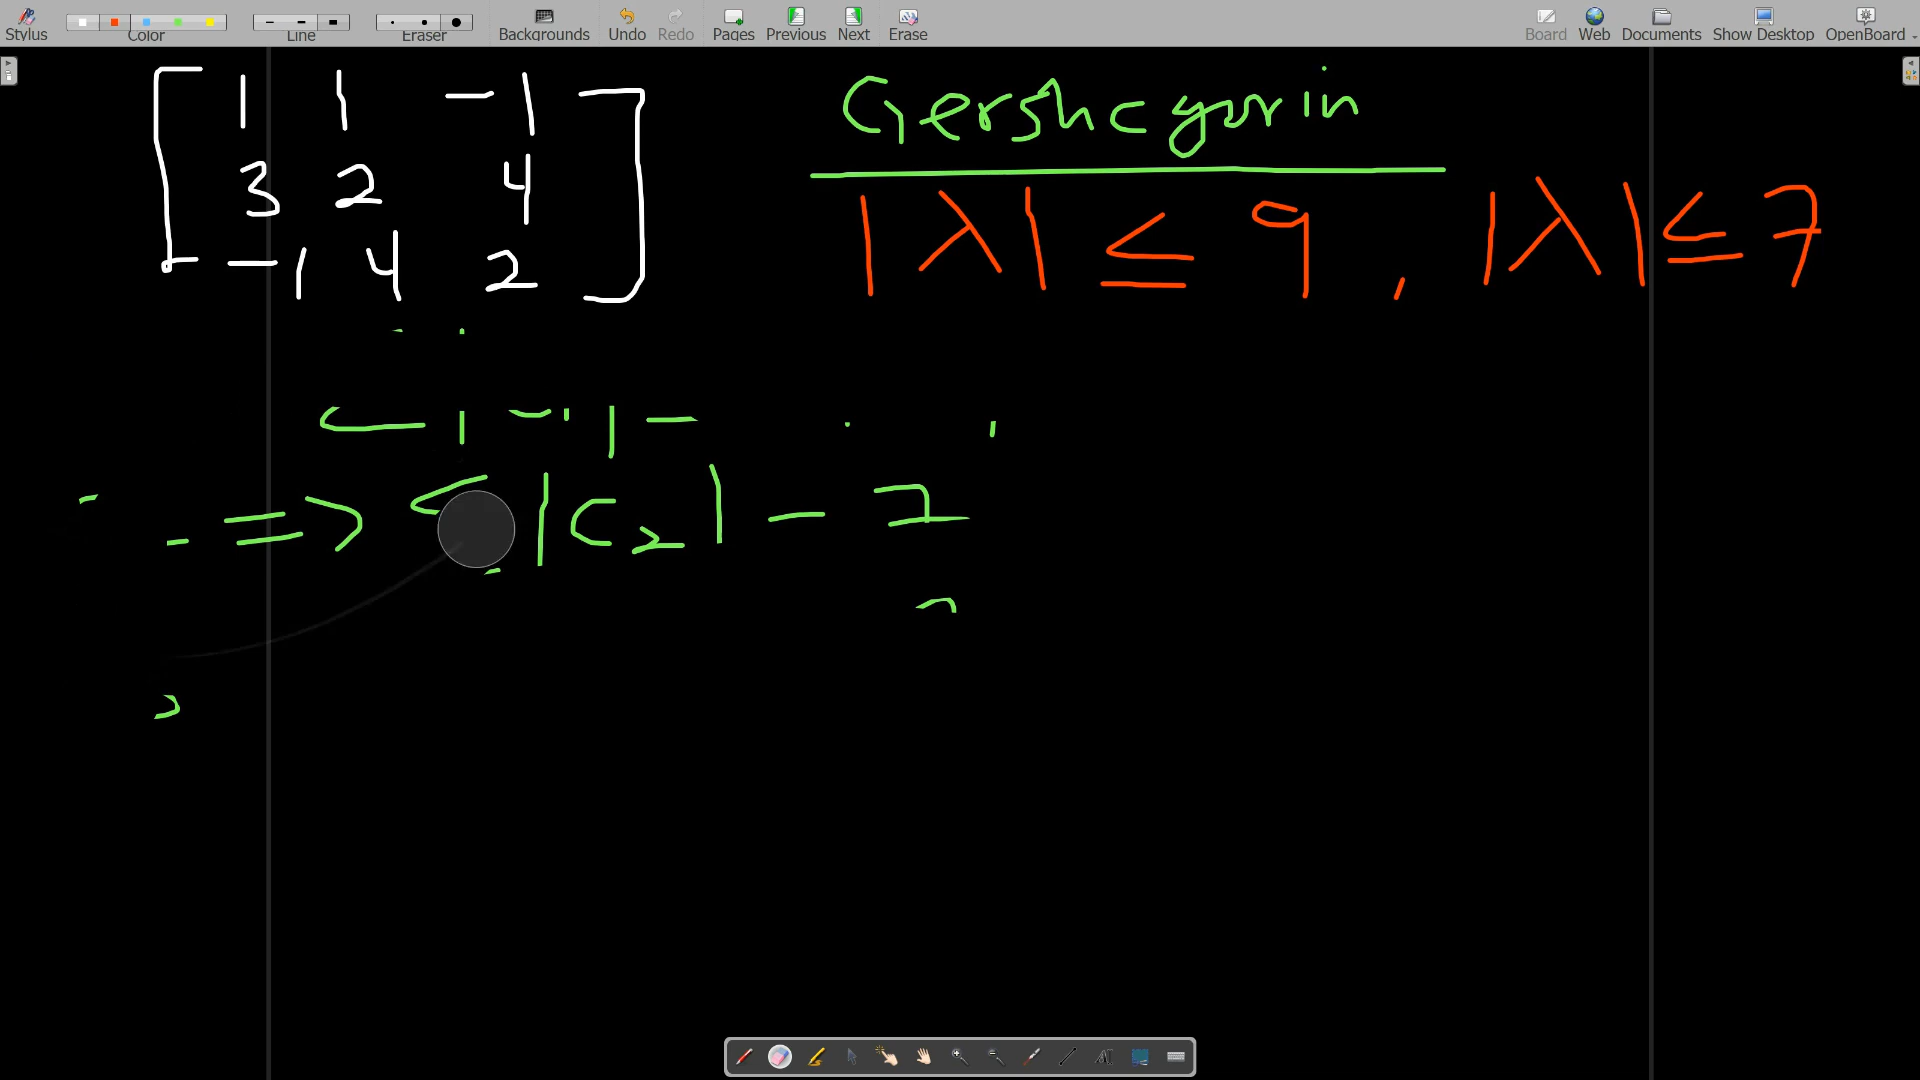 Stylus Color Line Eraser Backgrounds Undo Redo Pages Previous Next Erase Board Web Documents Show Desktop OpenBoard
1 1 -1
3 2 4
-1 4 2
Gershcgorin
|λ| ≤ 9, |λ| ≤ 7
=> |C₂| - 7